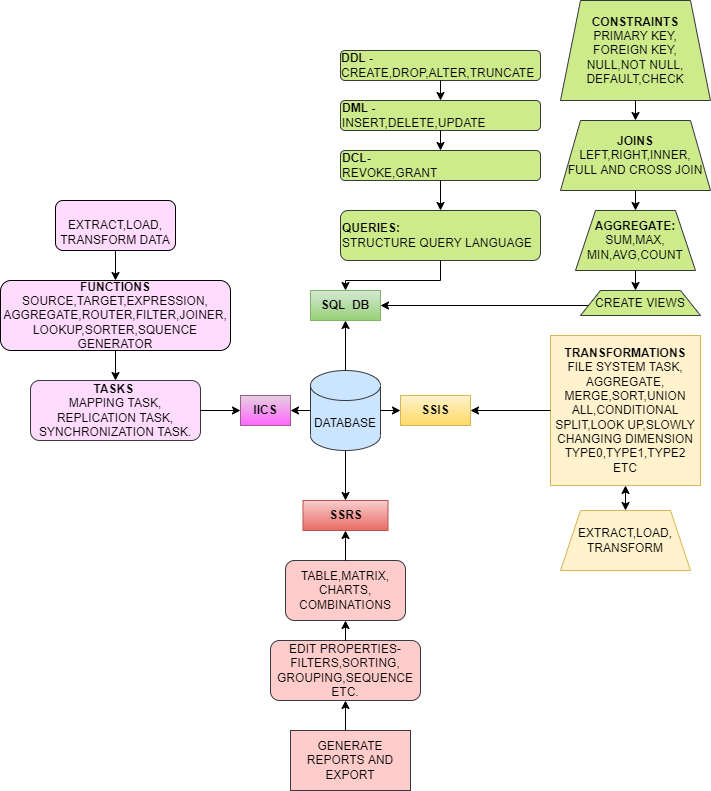 CONSTRAINTS
PRIMARY KEY,
FOREIGN KEY,
NULL,NOT NULL,
DEFAULT,CHECK
DDL -
CREATE,DROP,ALTER,TRUNCATE
DML -
INSERT,DELETE,UPDATE
JOINS
LEFT,RIGHT,INNER,
FULL AND CROSS JOIN
DCL-
REVOKE,GRANT
QUERIES:
STRUCTURE QUERY LANGUAGE
AGGREGATE:
SUM,MAX,
MIN,AVG,COUNT
EXTRACT,LOAD,
TRANSFORM DATA
FUNCTIONS
SOURCE,TARGET,EXPRESSION,
AGGREGATE,ROUTER,FILTER,JOINER,
LOOKUP,SORTER,SQUENCE
GENERATOR
SQL DB
CREATE VIEWS
TASKS
MAPPING TASK,
REPLICATION TASK,
SYNCHRONIZATION TASK.
IICS
DATABASE
SSIS
TRANSFORMATIONS
FILE SYSTEM TASK,
AGGREGATE,
MERGE,SORT,UNION
ALL,CONDITIONAL
SPLIT,LOOK UP,SLOWLY
CHANGING DIMENSION
TYPE0,TYPE1,TYPE2
ETC
SSRS
EXTRACT,LOAD,
TRANSFORM
TABLE,MATRIX,
CHARTS,
COMBINATIONS
EDIT PROPERTIES-
FILTERS,SORTING,
GROUPING,SEQUENCE
ETC.
GENERATE
REPORTS AND
EXPORT